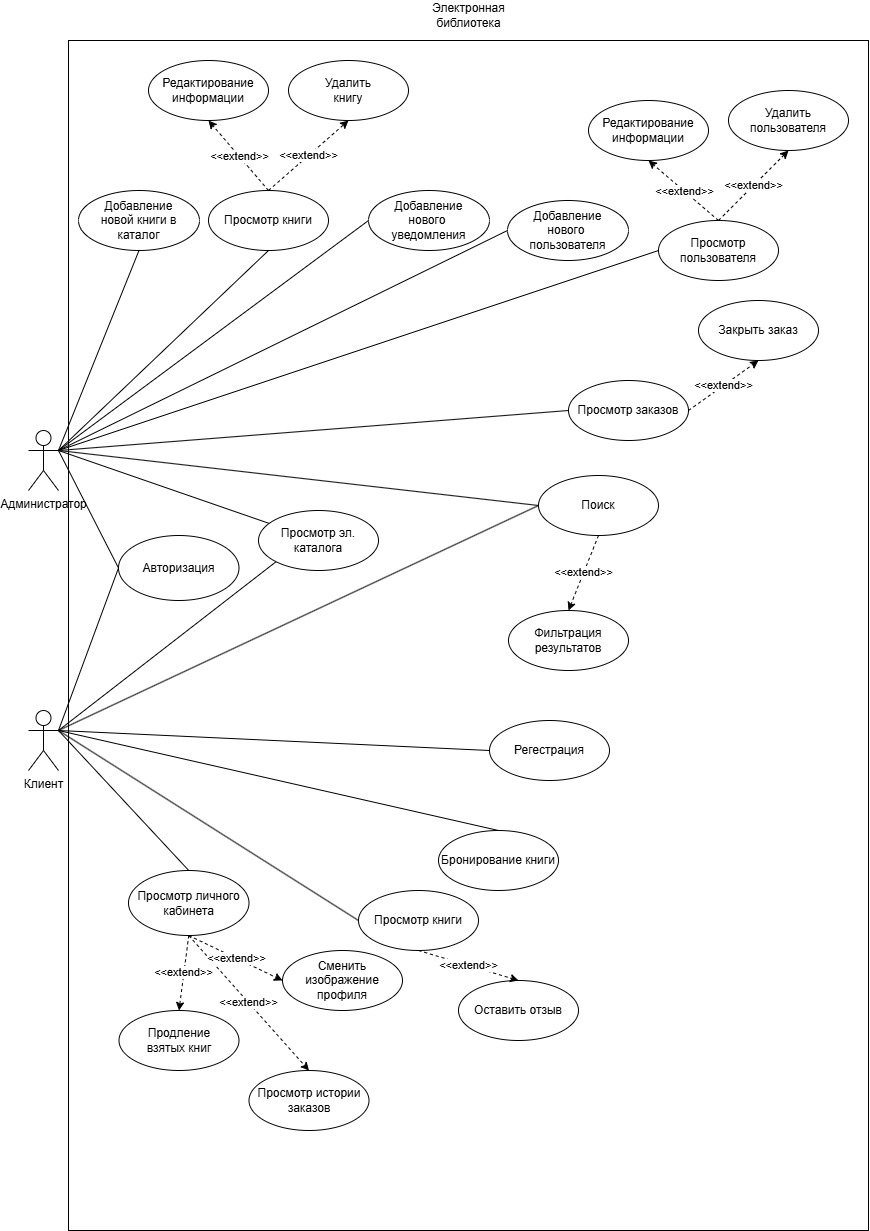 Электронная
библиотека
Редактирование
информации
Удалить
книгу
Удалить
пользователя
Редактирование
информации
<<extend>>
<<extend>>
<<extend>>
<<extend>>
Добавление
новой книги в
каталог
Просмотр книги
Добавление
нового
уведомления
Добавление
нового
пользователя
Просмотр
пользователя
Закрыть заказ
<<extend>>
Просмотр заказов
Администратор
Поиск
Просмотр эл.
каталога
Авторизация
<<extend>>
Фильтрация
результатов
Клиент
Регестрация
Бронирование книги
Просмотр личного
кабинета
Просмотр книги
<<extend>>
<<extend>>
<<extend>>
<<extend>>
Сменить
изображение
профиля
Оставить отзыв
Продление
взятых книг
Просмотр истории
заказов